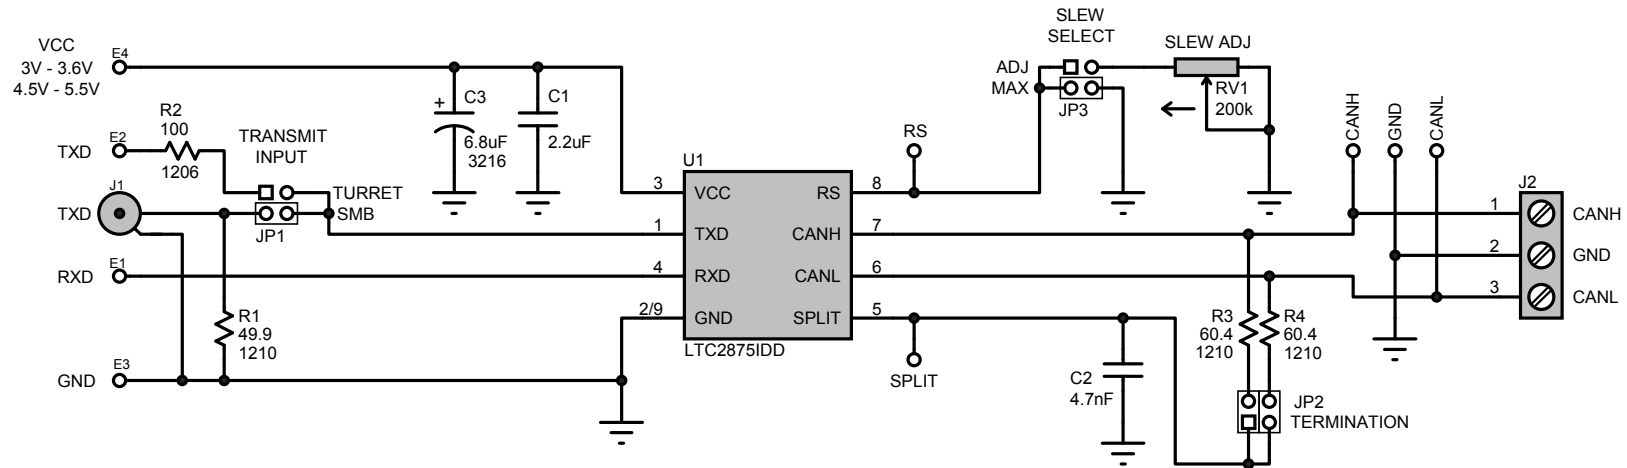 VCC
3V - 3.6V
4.5V - 5.5V
E4
R2
100
1206
TXD
E2
TRANSMIT
INPUT
TURRET
SMB
JP1
J1
TXD
RXD
E1
R1
49.9
1210
GND
E3
+
C3
6.8uF
3216
C1
2.2uF
U1
3
VCC
1
TXD
4
RXD
2/9
GND
RS
8
CANH
7
CANL
6
SPLIT
5
LTC2875IDD
RS
SPLIT
SLEW
SELECT
ADJ
MAX
JP3
SLEW ADJ
RV1
200k
C2
4.7nF
R3
60.4
1210
R4
60.4
1210
JP2
TERMINATION
CANH
GND
CANL
J2
1
CANH
2
GND
3
CANL